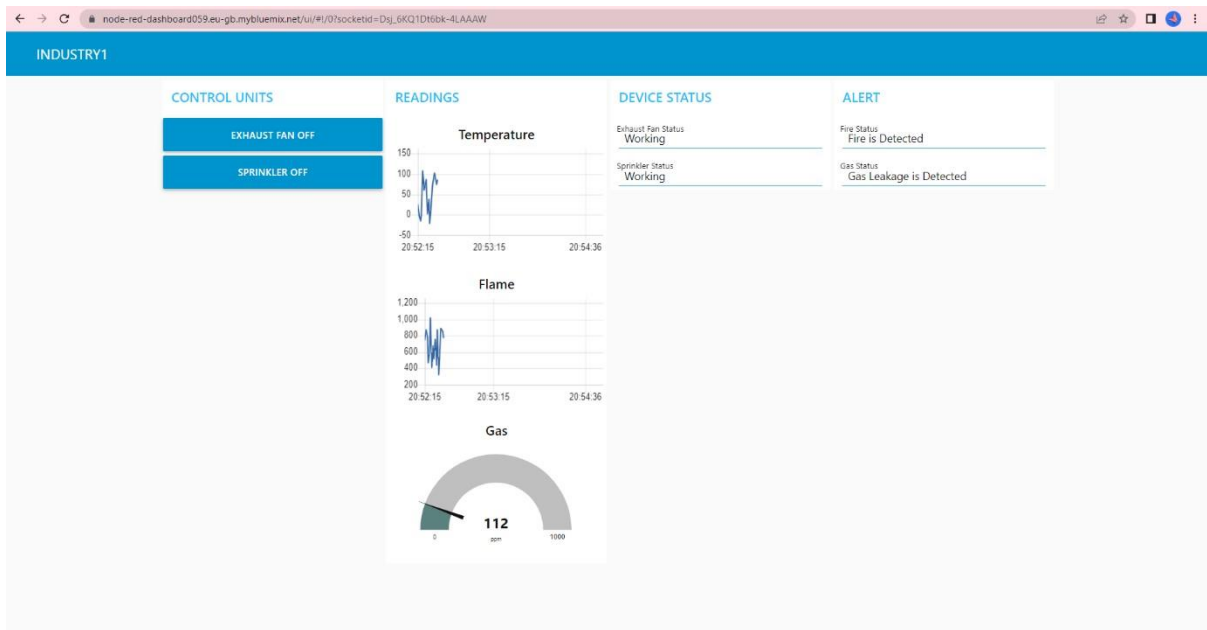 node-red-dashboard059.eu-gb.mybluemix.net/ui/#!/0?socketid=Dsj_6KQ1Dt6bk-4LAAAW
INDUSTRY1
CONTROL UNITS
EXHAUST FAN OFF
SPRINKLER OFF
READINGS
Temperature
150
100
50
0
-50
20:52:15 20:53:15 20:54:36
Flame
1,200
1,000
800
600
400
200
20:52:15 20:53:15 20:54:36
Gas
112
ppm
0 1000
DEVICE STATUS
Exhaust Fan Status
Working
Sprinkler Status
Working
ALERT
Fire Status
Fire is Detected
Gas Status
Gas Leakage is Detected